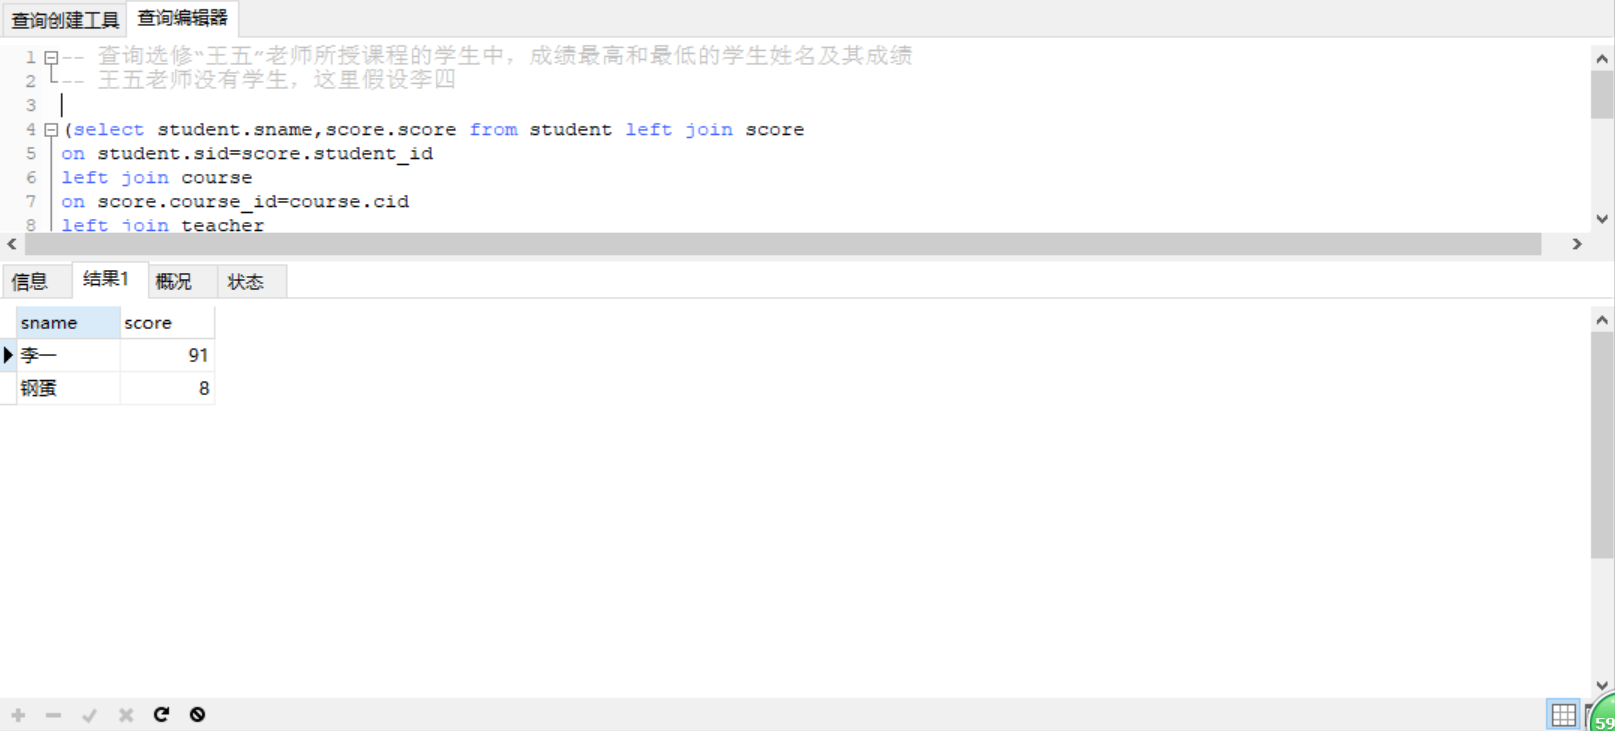 查询创建工具 查询编辑器
1 -- 查询选修“王五”老师所授课程的学生中，成绩最高和最低的学生姓名及其成绩
2 -- 王五老师没有学生，这里假设李四
3
4 (select student.sname,score.score from student left join score
5 on student.sid=score.student_id
6 left join course
7 on score.course_id=course.cid
8 left join teacher
信息 结果1 概况 状态
sname score
李一 91
钢蛋 8
59